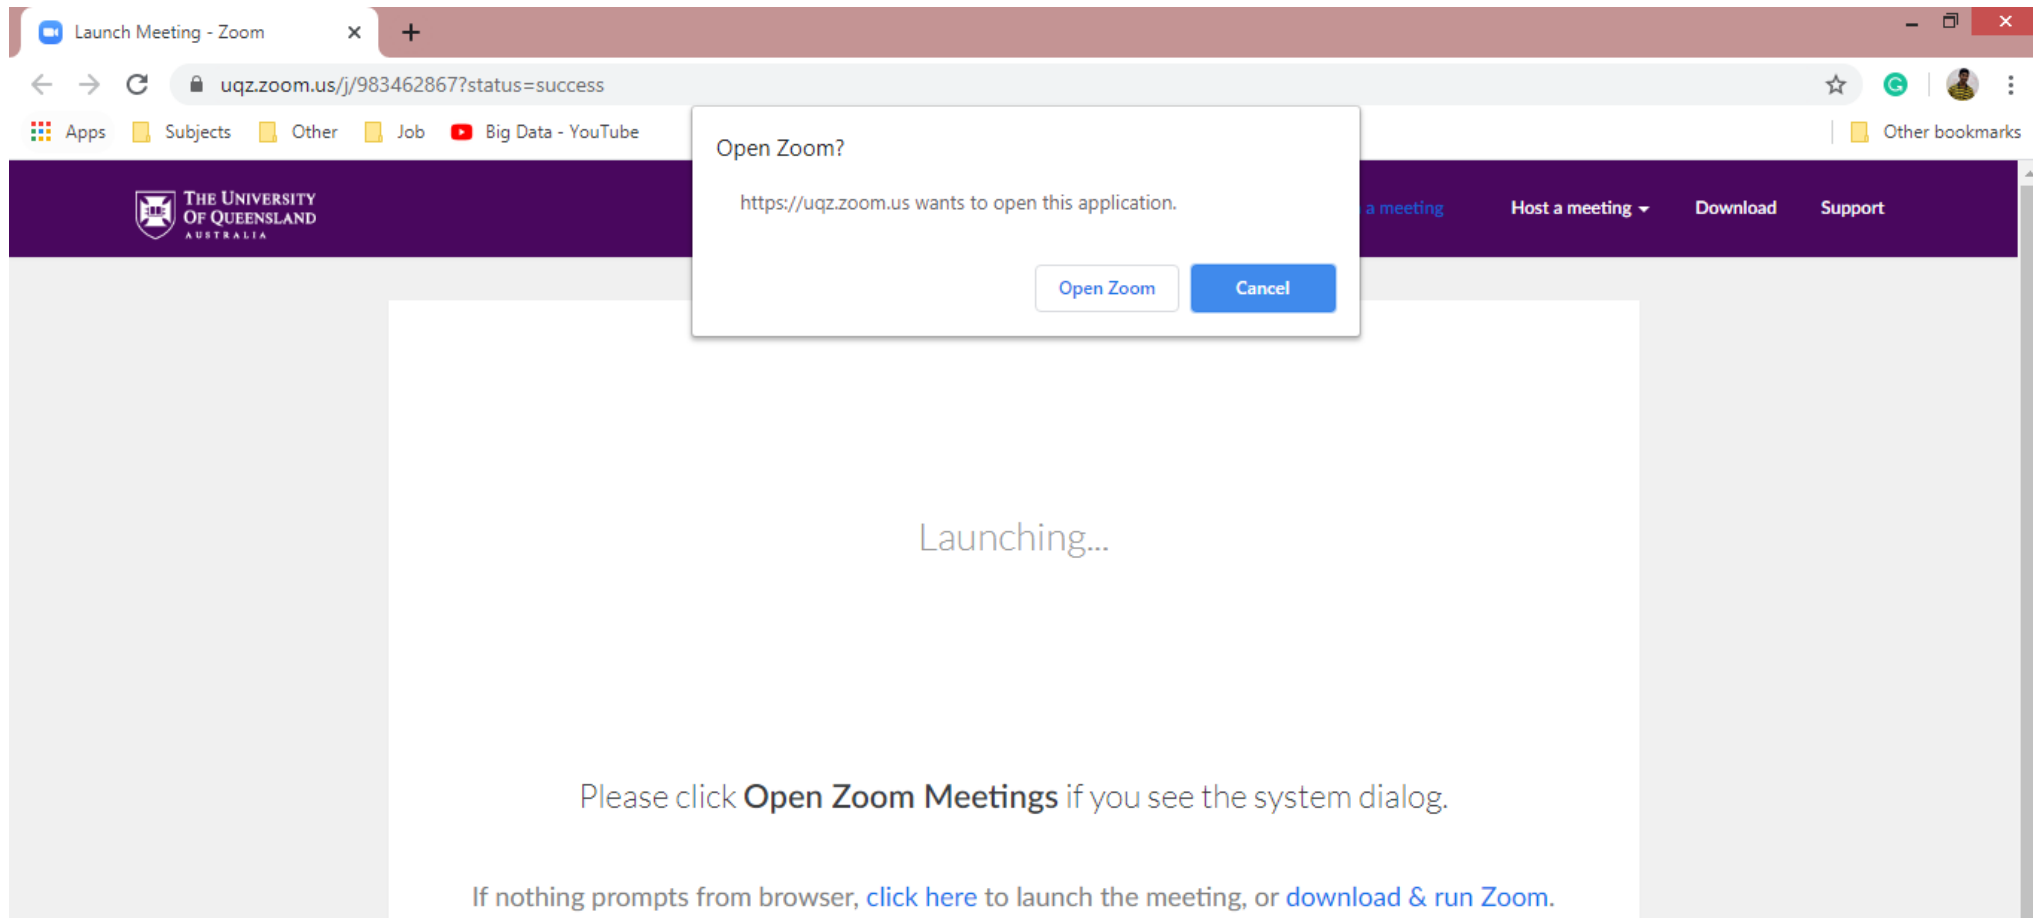 Launch Meeting - Zoom
uqz.zoom.us/j/983462867?status=success
Apps Subjects Other Job Big Data - YouTube Other bookmarks
Open Zoom?
https://uqz.zoom.us wants to open this application.
Open Zoom Cancel
THE UNIVERSITY
OF QUEENSLAND
AUSTRALIA
a meeting Host a meeting Download Support
Launching...
Please click Open Zoom Meetings if you see the system dialog.
If nothing prompts from browser, click here to launch the meeting, or download & run Zoom.